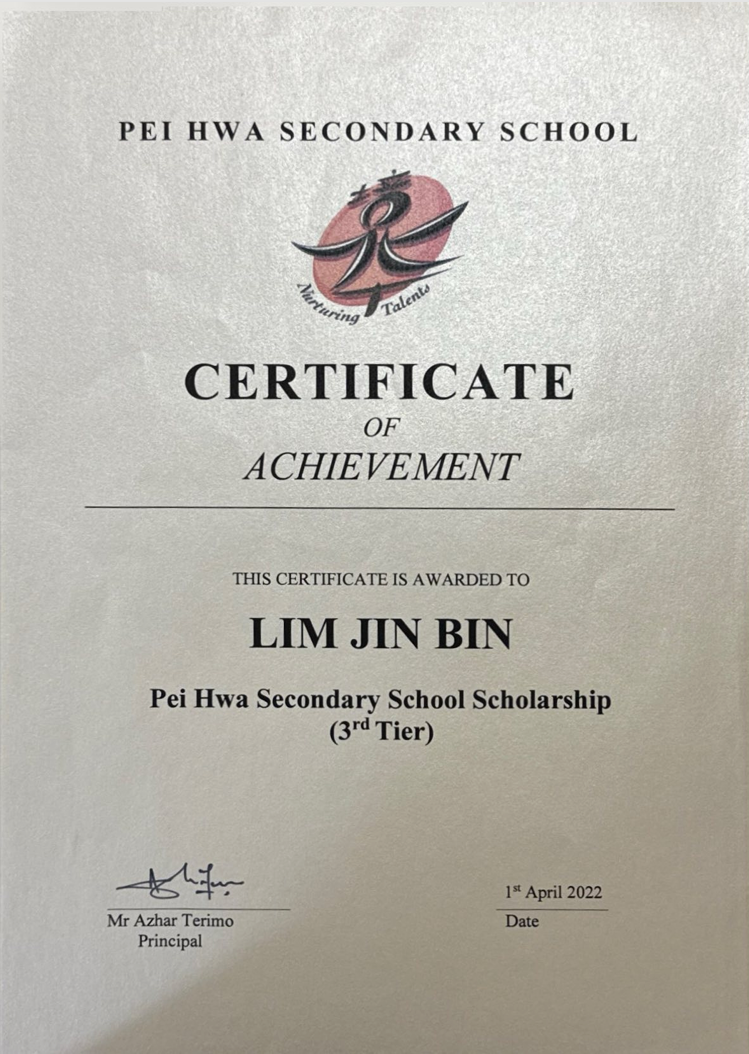 PEI HWA SECONDARY SCHOOL
Nurturing Talents
CERTIFICATE
OF
ACHIEVEMENT
THIS CERTIFICATE IS AWARDED TO
LIM JIN BIN
Pei Hwa Secondary School Scholarship
(3rd Tier)
1st April 2022
Mr Azhar Terimo
Date
Principal